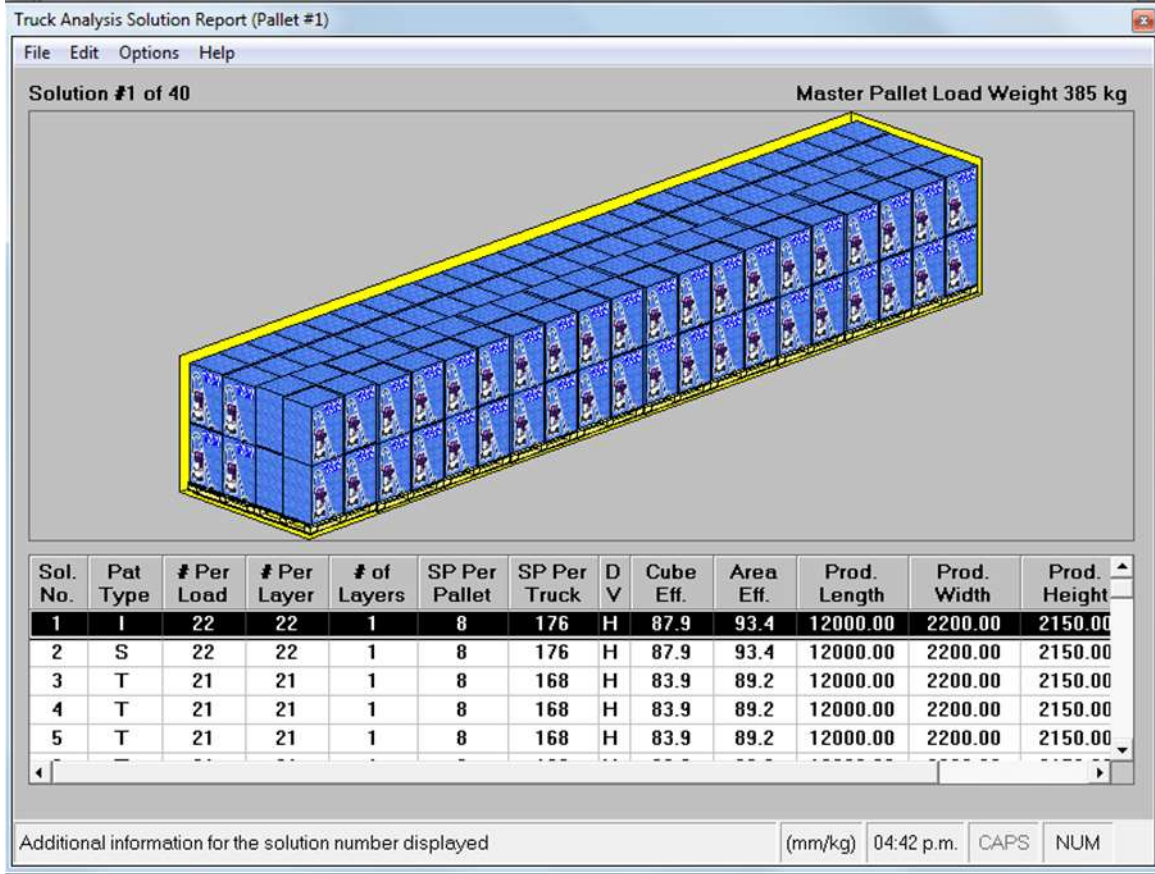 Truck Analysis Solution Report (Pallet #1)
File Edit Options Help
Solution #1 of 40 Master Pallet Load Weight 385 kg
Sol. No. Pat Type # Per Load # Per Layer # of Layers SP Per Pallet SP Per Truck D V Cube Eff. Area Eff. Prod. Length Prod. Width Prod. Height
1 I 22 22 1 8 176 H 87.9 93.4 12000.00 2200.00 2150.00
2 S 22 22 1 8 176 H 87.9 93.4 12000.00 2200.00 2150.00
3 T 21 21 1 8 168 H 83.9 89.2 12000.00 2200.00 2150.00
4 T 21 21 1 8 168 H 83.9 89.2 12000.00 2200.00 2150.00
5 T 21 21 1 8 168 H 83.9 89.2 12000.00 2200.00 2150.00
Additional information for the solution number displayed (mm/kg) 04:42 p.m. CAPS NUM